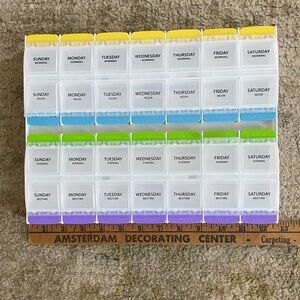 SUNDAY MONDAY TUESDAY WEDNESDAY THURSDAY FRIDAY SATURDAY
MORNING MORNING MORNING MORNING MORNING MORNING MORNING
SUNDAY MONDAY TUESDAY WEDNESDAY THURSDAY FRIDAY SATURDAY
NOON NOON NOON NOON NOON NOON NOON
SUNDAY MONDAY TUESDAY WEDNESDAY THURSDAY FRIDAY SATURDAY
EVENING EVENING EVENING EVENING EVENING EVENING EVENING
SUNDAY MONDAY TUESDAY WEDNESDAY THURSDAY FRIDAY SATURDAY
BEDTIME BEDTIME BEDTIME BEDTIME BEDTIME BEDTIME BEDTIME
AMSTERDAM DECORATING CENTER - Carpeting